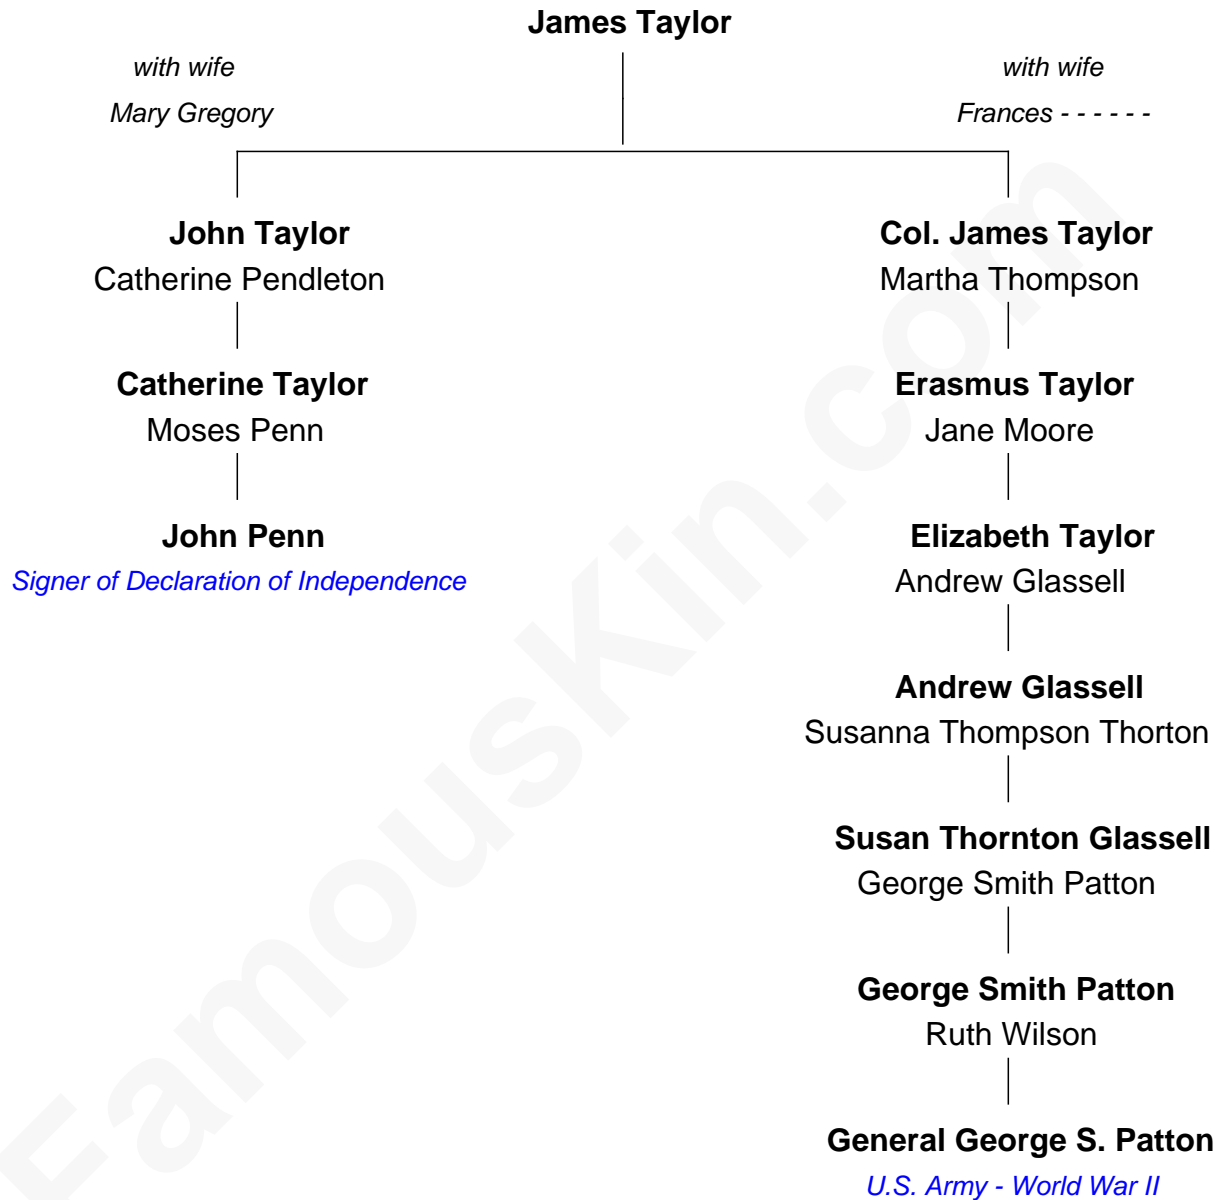 James Taylor
with wife
Mary Gregory
with wife
Frances - - - - - -
John Taylor
Catherine Pendleton
Catherine Taylor
Moses Penn
John Penn
Signer of Declaration of Independence
Col. James Taylor
Martha Thompson
Erasmus Taylor
Jane Moore
Elizabeth Taylor
Andrew Glassell
Andrew Glassell
Susanna Thompson Thorton
Susan Thornton Glassell
George Smith Patton
George Smith Patton
Ruth Wilson
General George S. Patton
U.S. Army - World War II
FamousKin.com